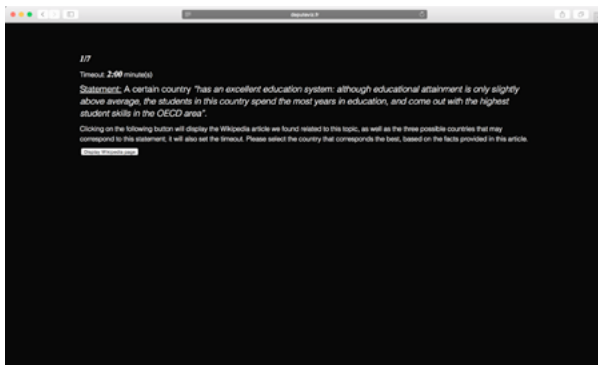 1/7
Timeout: 2:00 minute(s)
Statement: A certain country "has an excellent education system: although educational attainment is only slightly
above average, the students in this country spend the most years in education, and come out with the highest
student skills in the OECD area".
Clicking on the following button will display the Wikipedia article we found related to this topic, as well as the three possible countries that may
correspond to this statement, it will also set the timeout. Please select the country that corresponds the best, based on the facts provided in this article.
Display Wikipedia page